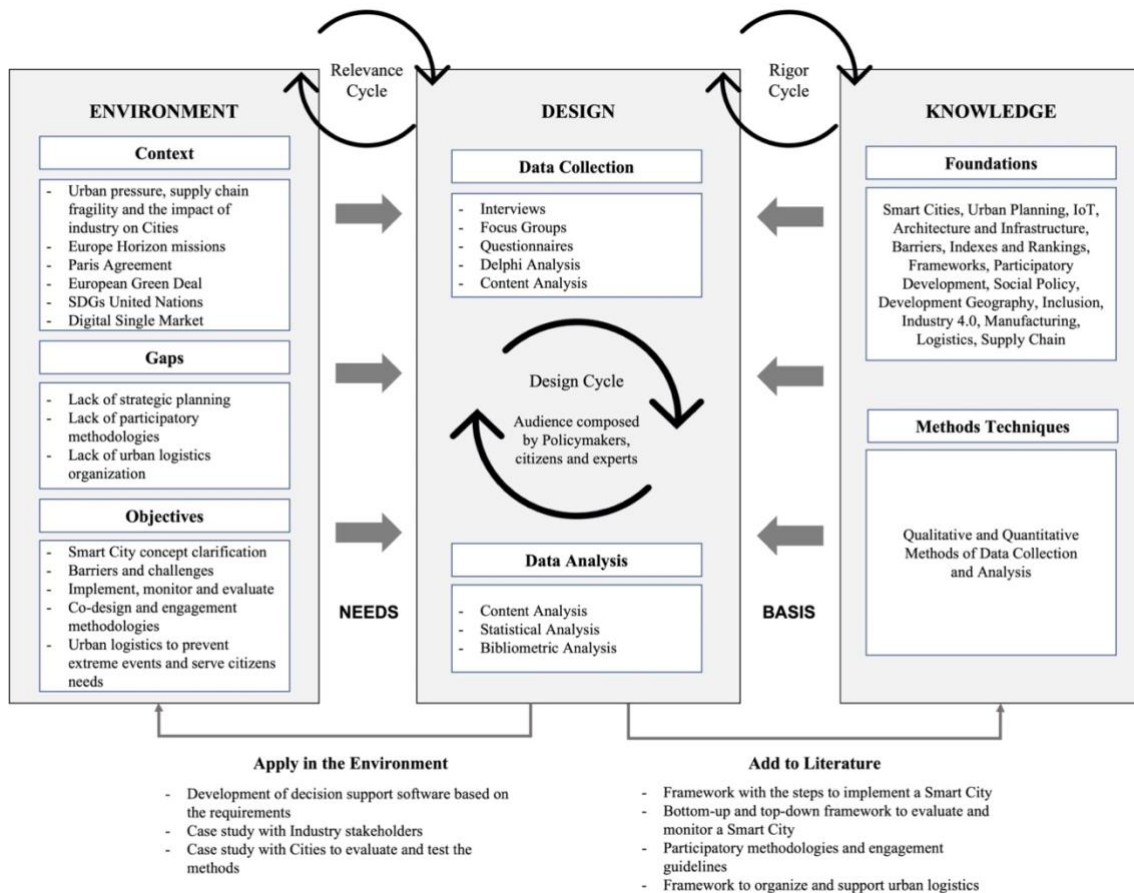 Relevance
Cycle
Rigor
Cycle
ENVIRONMENT
Context
- Urban pressure, supply chain
fragility and the impact of
industry on Cities
- Europe Horizon missions
- Paris Agreement
- European Green Deal
- SDGs United Nations
- Digital Single Market
Gaps
- Lack of strategic planning
- Lack of participatory
methodologies
- Lack of urban logistics
organization
Objectives
- Smart City concept clarification
- Barriers and challenges
- Implement, monitor and evaluate
- Co-design and engagement
methodologies
- Urban logistics to prevent
extreme events and serve citizens
needs
NEEDS
DESIGN
Data Collection
- Interviews
- Focus Groups
- Questionnaires
- Delphi Analysis
- Content Analysis
Design Cycle
Audience composed
by Policymakers,
citizens and experts
Data Analysis
- Content Analysis
- Statistical Analysis
- Bibliometric Analysis
BASIS
KNOWLEDGE
Foundations
Smart Cities, Urban Planning, IoT,
Architecture and Infrastructure,
Barriers, Indexes and Rankings,
Frameworks, Participatory
Development, Social Policy,
Development Geography, Inclusion,
Industry 4.0, Manufacturing,
Logistics, Supply Chain
Methods Techniques
Qualitative and Quantitative
Methods of Data Collection
and Analysis
Apply in the Environment
- Development of decision support software based on
the requirements
- Case study with Industry stakeholders
- Case study with Cities to evaluate and test the
methods
Add to Literature
- Framework with the steps to implement a Smart City
- Bottom-up and top-down framework to evaluate and
monitor a Smart City
- Participatory methodologies and engagement
guidelines
- Framework to organize and support urban logistics